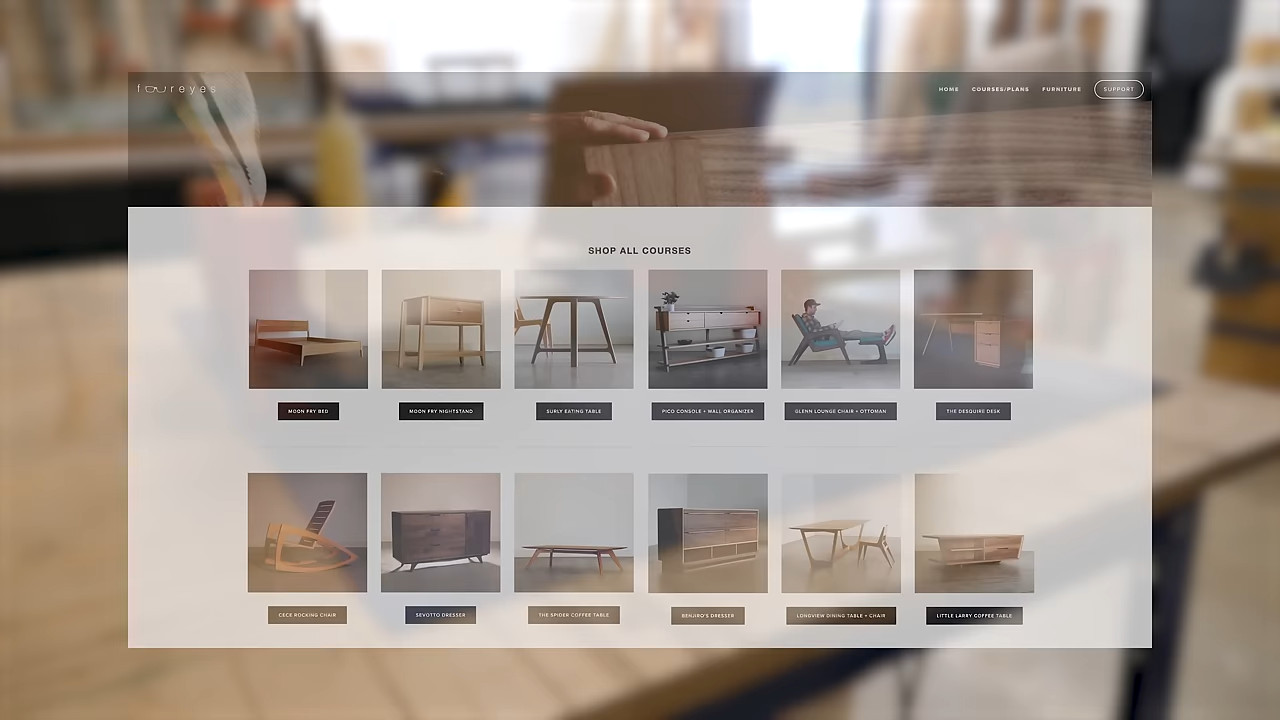 foureyes
HOME COURSES/PLANS FURNITURE SUPPORT
SHOP ALL COURSES
MOON FRY BED
MOON FRY NIGHTSTAND
SURLY EATING TABLE
PICO CONSOLE + WALL ORGANIZER
GLENN LOUNGE CHAIR + OTTOMAN
THE DESQUIRE DESK
CECE ROCKING CHAIR
SEVOTTO DRESSER
THE SPIDER COFFEE TABLE
BENJIRO'S DRESSER
LONGVIEW DINING TABLE + CHAIR
LITTLE LARRY COFFEE TABLE